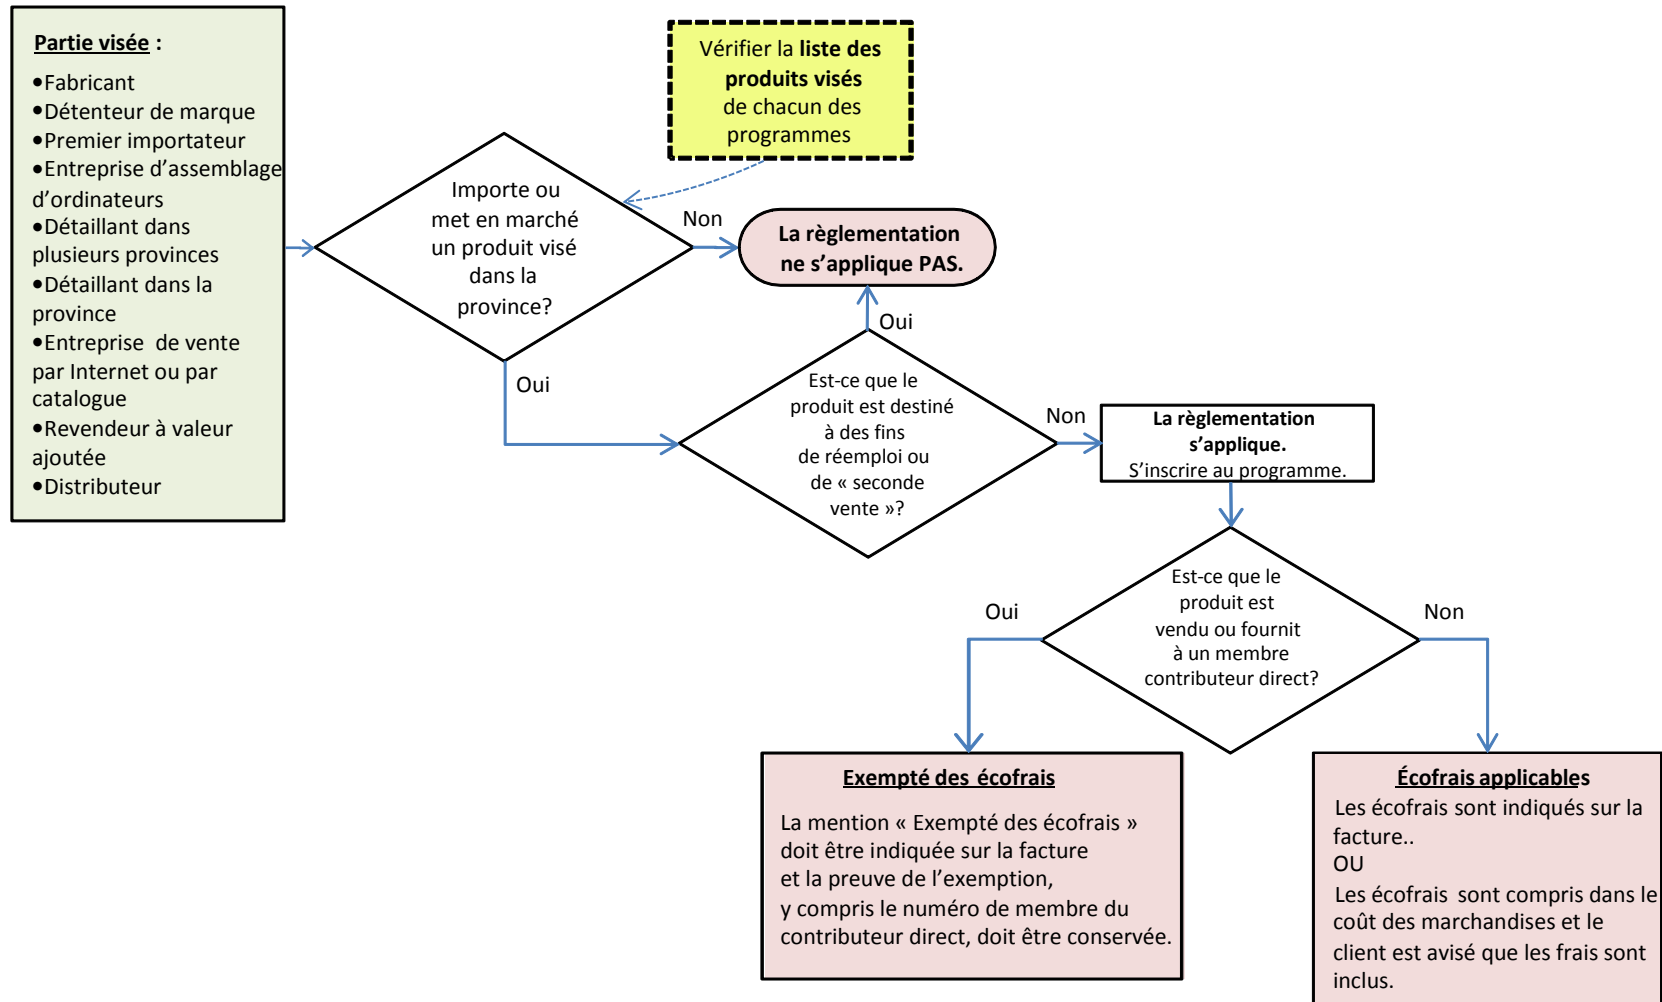 Partie visée :
•Fabricant
•Détenteur de marque
•Premier importateur
•Entreprise d’assemblage
d’ordinateurs
•Détaillant dans
plusieurs provinces
•Détaillant dans la
province
•Entreprise de vente
par Internet ou par
catalogue
•Revendeur à valeur
ajoutée
•Distributeur
Vérifier la liste des
produits visés
de chacun des
programmes
Importe ou
met en marché
un produit visé
dans la
province?
Non
La règlementation
ne s’applique PAS.
Oui
Oui
Est-ce que le
produit est destiné
à des fins
de réemploi ou
de « seconde
vente »?
Non
La règlementation
s’applique.
S’inscrire au programme.
Est-ce que le
produit est
vendu ou fournit
à un membre
contributeur direct?
Oui
Non
Exempté des écofrais
La mention « Exempté des écofrais »
doit être indiquée sur la facture
et la preuve de l’exemption,
y compris le numéro de membre du
contributeur direct, doit être conservée.
Écofrais applicables
Les écofrais sont indiqués sur la
facture..
OU
Les écofrais sont compris dans le
coût des marchandises et le
client est avisé que les frais sont
inclus.